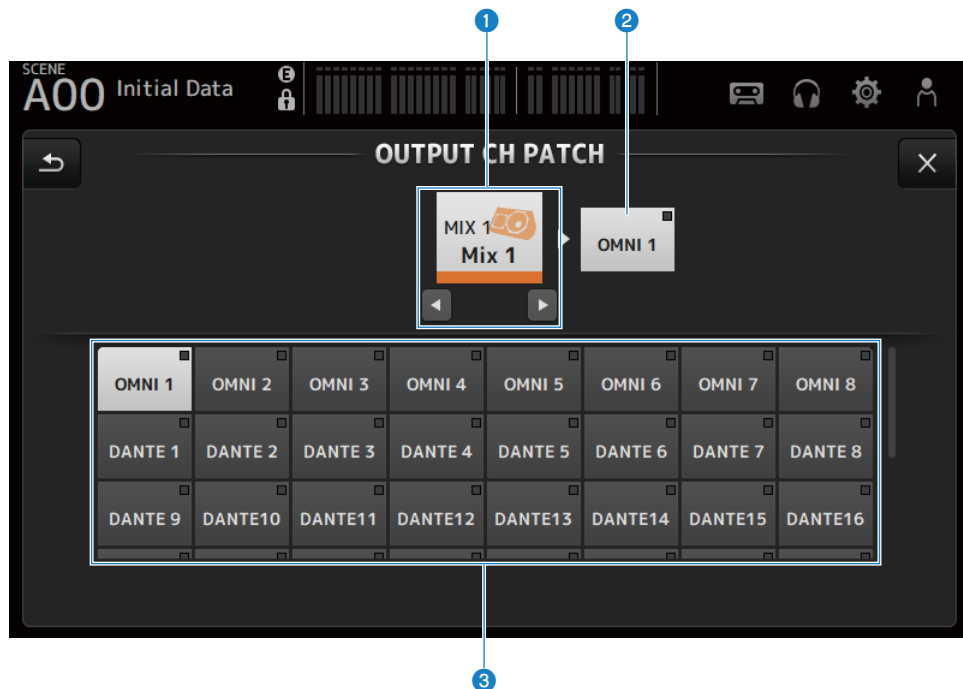 1 2
SCENE
A00 Initial Data E
OUTPUT CH PATCH
MIX 1
Mix 1
OMNI 1
OMNI 1 OMNI 2 OMNI 3 OMNI 4 OMNI 5 OMNI 6 OMNI 7 OMNI 8
DANTE 1 DANTE 2 DANTE 3 DANTE 4 DANTE 5 DANTE 6 DANTE 7 DANTE 8
DANTE 9 DANTE10 DANTE11 DANTE12 DANTE13 DANTE14 DANTE15 DANTE16
3